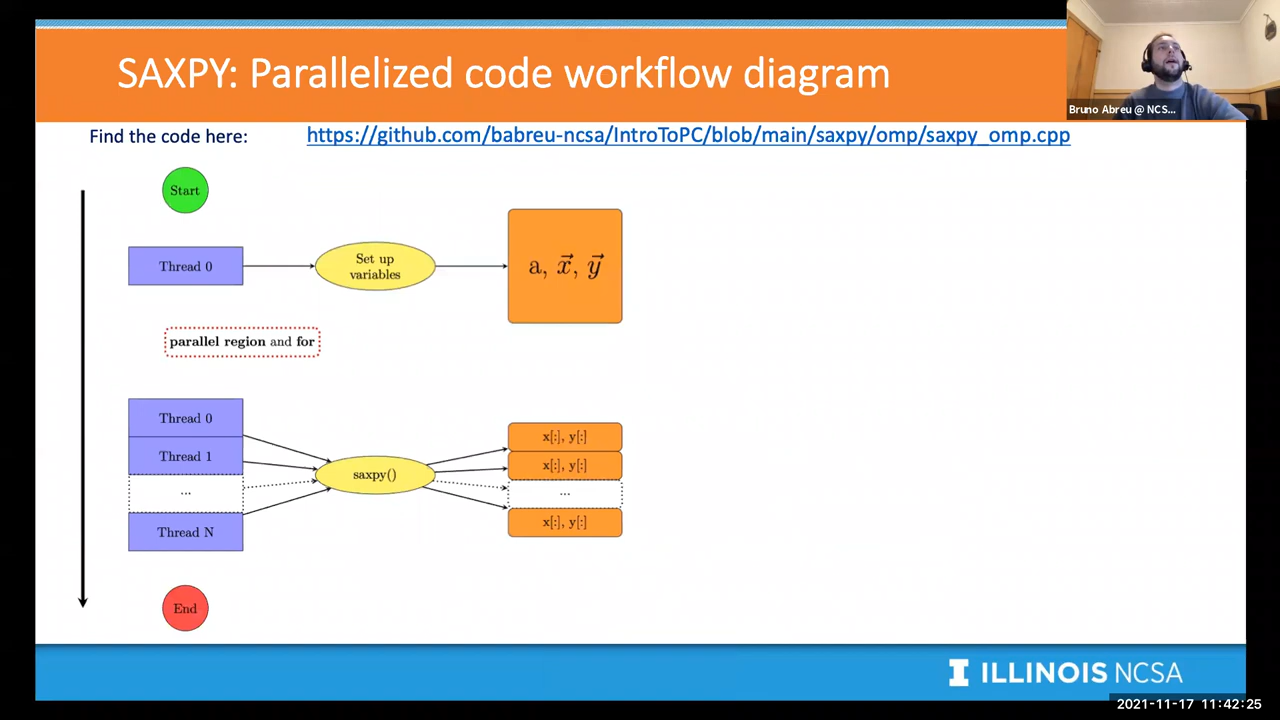 SAXPY: Parallelized code workflow diagram
Bruno Abreu @ NCS...
Find the code here: https://github.com/babreu-ncsa/IntroToPC/blob/main/saxpy/omp/saxpy_omp.cpp
Start
Thread 0
Set up
variables
a, x⃗, y⃗
parallel region and for
Thread 0
Thread 1
...
Thread N
saxpy()
x[:], y[:]
x[:], y[:]
...
x[:], y[:]
End
I ILLINOIS NCSA
2021-11-17 11:42:25